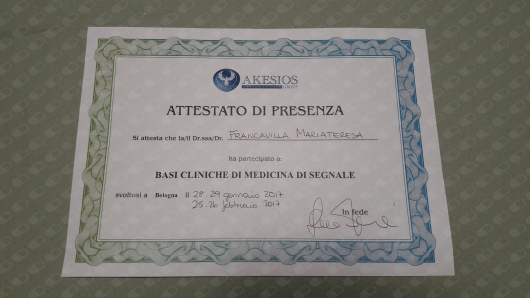 AKESIOS
GROUP
ATTESTATO DI PRESENZA
Si attesta che la/il Dr.ssa/Dr. FRANCAVILLA MARIATERESA
ha partecipato a:
BASI CLINICHE DI MEDICINA DI SEGNALE
svoltosi a Bologna il 28.29 gennaio 2017
25.26 febbraio 2017
In fede